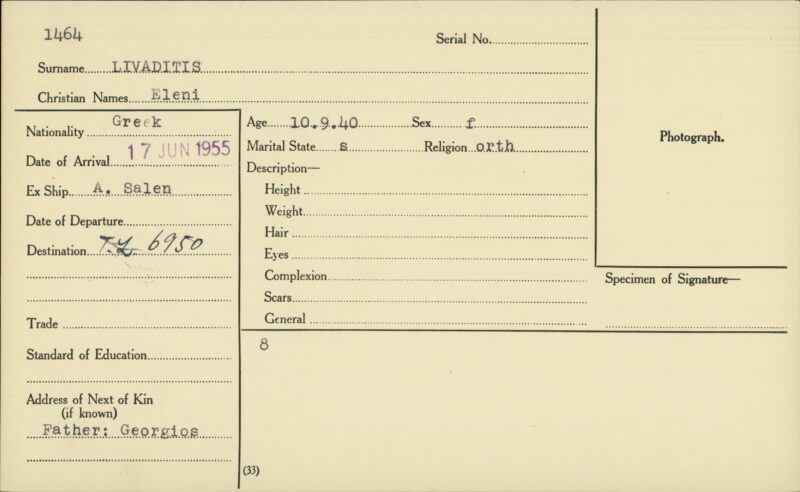 1464
Serial No.
Surname LIVADITIS
Christian Names Eleni
Nationality Greek
Date of Arrival 17 JUN 1955
Ex Ship A. Salen
Date of Departure
Destination T.L. 6950
Trade
Standard of Education
Address of Next of Kin
(if known)
Father: Georgios
Age 10.9.40 Sex f
Marital State s Religion orth
Description—
Height
Weight
Hair
Eyes
Complexion
Scars
General
8
(33)
Photograph.
Specimen of Signature—